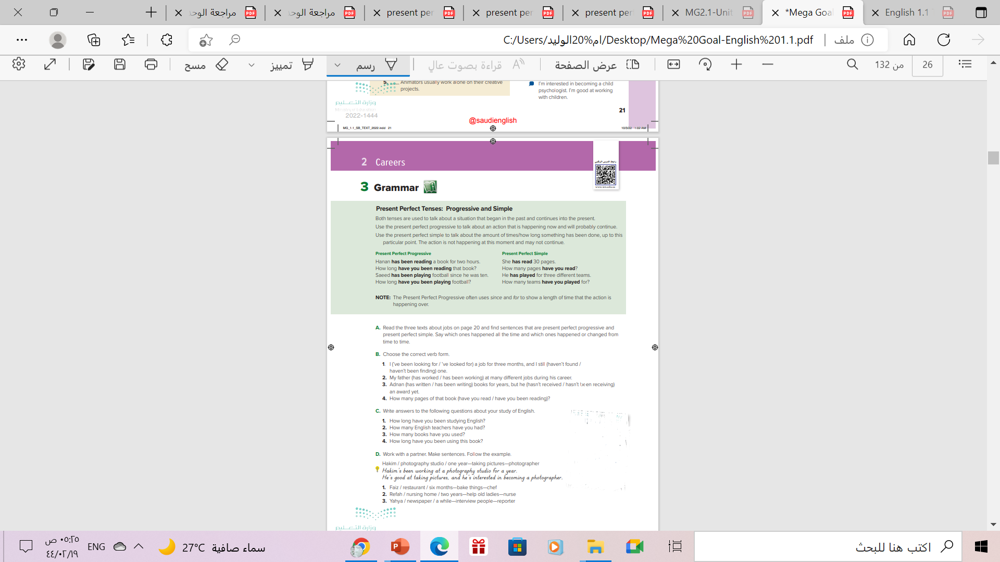 مراجعة الوحد
مراجعة الوحد
present per
present per
present per
MG2.1-Unit
*Mega Goa
English 1.1
C:/Users/ام%20الوليد/Desktop/Mega%20Goal-English%201.1.pdf
ملف
مسح
تمييز
رسم
قراءة بصوت عالٍ
عرض الصفحة
من 132
26
5. ___ Animators usually work alone on their creative
projects.
I'm interested in becoming a child
psychologist. I'm good at working
with children.
وزارة التعليم
Ministry of Education
2022-1444
21
@saudienglish
MG_1.1_SB_TEXT_2022.indd 21
10/3/22 1:02 AM
2 Careers
رابط الدرس الرقمي
www.ien.edu.sa
3 Grammar
Present Perfect Tenses: Progressive and Simple
Both tenses are used to talk about a situation that began in the past and continues into the present.
Use the present perfect progressive to talk about an action that is happening now and will probably continue.
Use the present perfect simple to talk about the amount of times/how long something has been done, up to this
particular point. The action is not happening at this moment and may not continue.
Present Perfect Progressive
Hanan has been reading a book for two hours.
How long have you been reading that book?
Saeed has been playing football since he was ten.
How long have you been playing football?
Present Perfect Simple
She has read 30 pages.
How many pages have you read?
He has played for three different teams.
How many teams have you played for?
NOTE: The Present Perfect Progressive often uses since and for to show a length of time that the action is
happening over.
A. Read the three texts about jobs on page 20 and find sentences that are present perfect progressive and
present perfect simple. Say which ones happened all the time and which ones happened or changed from
time to time.
B. Choose the correct verb form.
1. I ('ve been looking for / 've looked for) a job for three months, and I still (haven't found /
haven't been finding) one.
2. My father (has worked / has been working) at many different jobs during his career.
3. Adnan (has written / has been writing) books for years, but he (hasn't received / hasn't been receiving)
an award yet.
4. How many pages of that book (have you read / have you been reading)?
C. Write answers to the following questions about your study of English.
1. How long have you been studying English?
2. How many English teachers have you had?
3. How many books have you used?
4. How long have you been using this book?
D. Work with a partner. Make sentences. Follow the example.
Hakim / photography studio / one year—taking pictures—photographer
Hakim's been working at a photography studio for a year.
He's good at taking pictures, and he's interested in becoming a photographer.
1. Faiz / restaurant / six months—bake things—chef
2. Refah / nursing home / two years—help old ladies—nurse
3. Yahya / newspaper / a while—interview people—reporter
وزارة التعليم
٠٥:٢٥ ص
٤٤/٠٢/١٩
ENG
27°C سماء صافية
اكتب هنا للبحث